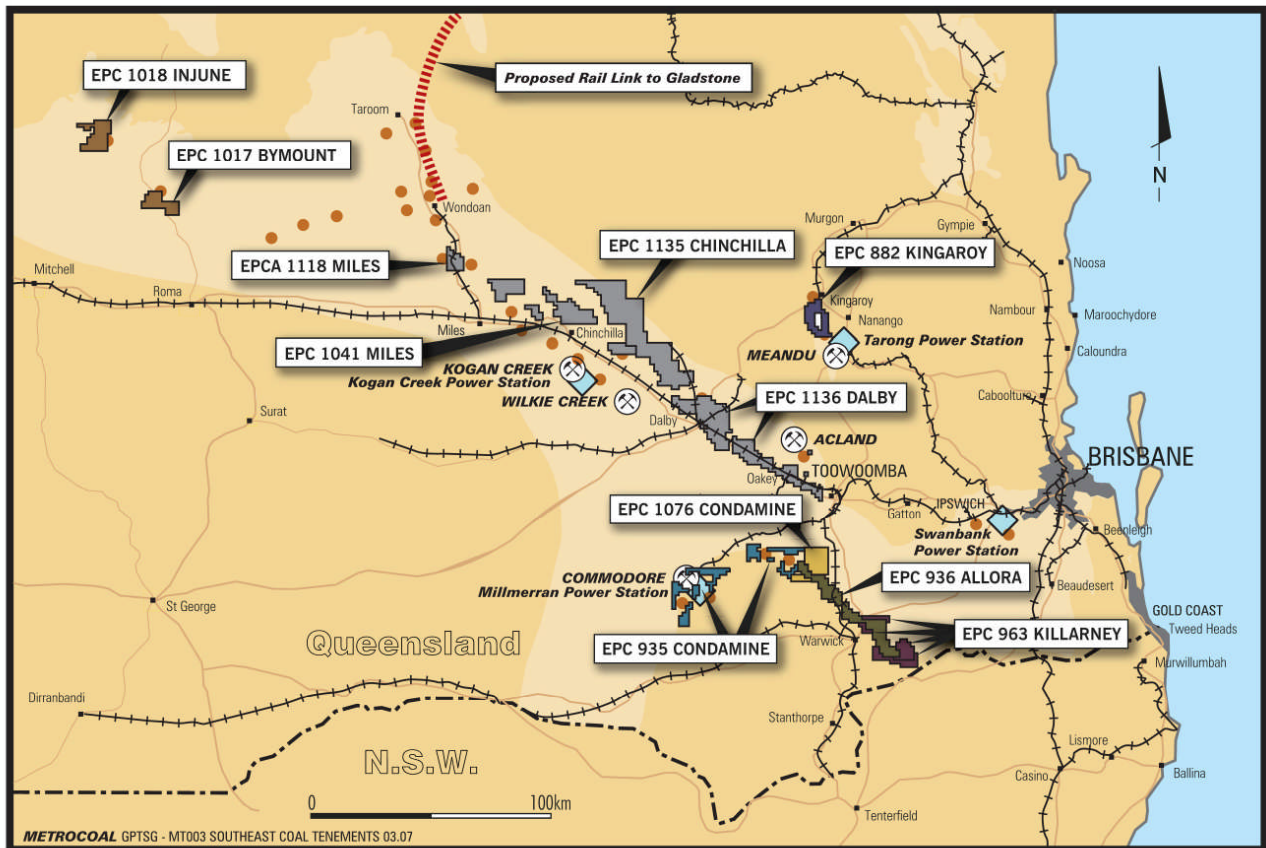 EPC 1018 INJUNE
Proposed Rail Link to Gladstone
Taroom
EPC 1017 BYMOUNT
N
Wondoan
Murgon
Gympie
EPC 1135 CHINCHILLA
EPC 882 KINGAROY
EPCA 1118 MILES
Noosa
Mitchell
Roma
Kingaroy
Nanango
Nambour
Maroochydore
Miles
Chinchilla
Tarong Power Station
EPC 1041 MILES
MEANDU
Caloundra
KOGAN CREEK
Kogan Creek Power Station
WILKIE CREEK
EPC 1136 DALBY
Caboolture
Surat
Dalby
ACLAND
BRISBANE
Oakey
TOOWOOMBA
EPC 1076 CONDAMINE
Gatton
IPSWICH
Swanbank
Power Station
Beenleigh
COMMODORE
Millmerran Power Station
EPC 936 ALLORA
Beaudesert
St George
GOLD COAST
Tweed Heads
Queensland
EPC 935 CONDAMINE
Warwick
EPC 963 KILLARNEY
Murwillumbah
Dirranbandi
Stanthorpe
N.S.W.
Lismore
Casino
Ballina
0 100km
Tenterfield
METROCOAL GPTSG - MT003 SOUTHEAST COAL TENEMENTS 03.07